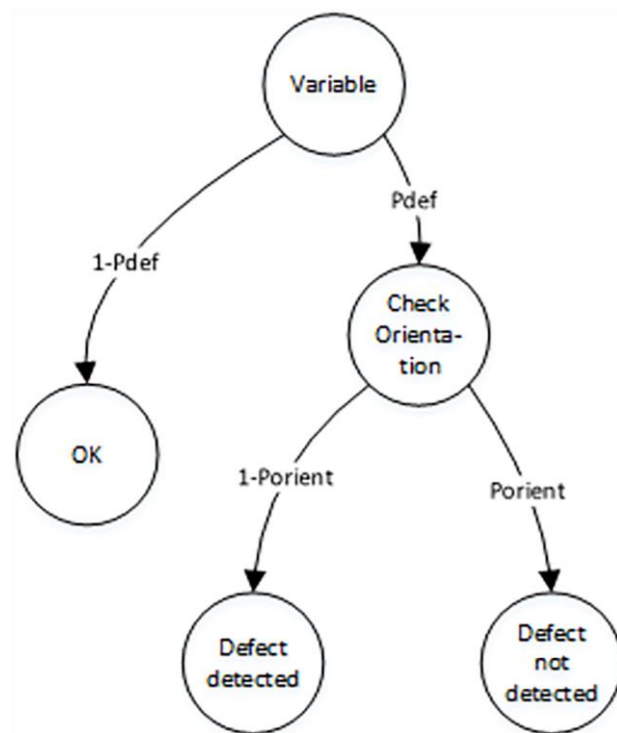 Variable
Pdef
1-Pdef
Check
Orienta-
tion
OK
1-Porient
Porient
Defect
detected
Defect
not
detected